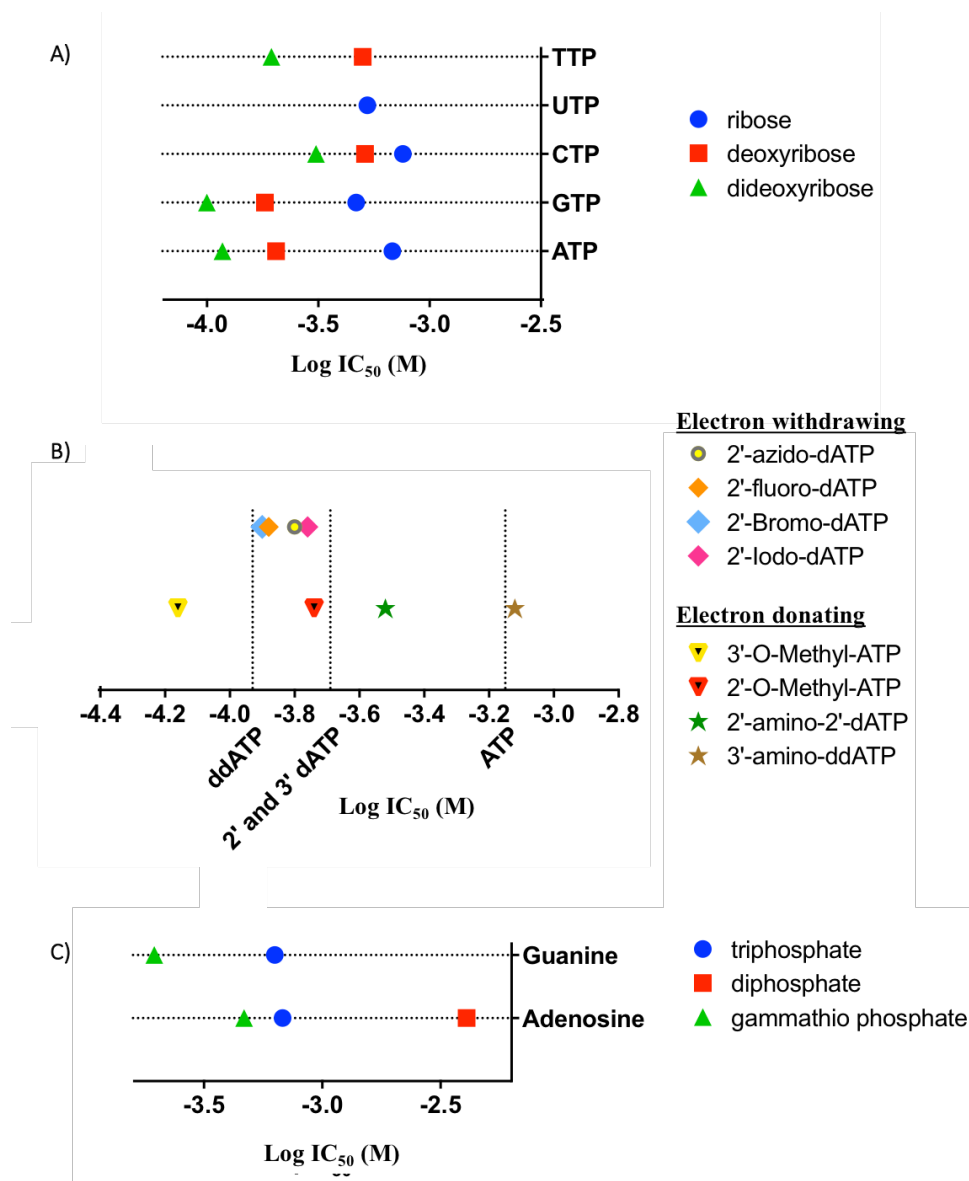 A)
TTP
UTP
CTP
GTP
ATP
-4.0 -3.5 -3.0 -2.5
Log IC50 (M)
ribose
deoxyribose
dideoxyribose
B)
-4.4 -4.2 -4.0 -3.8 -3.6 -3.4 -3.2 -3.0 -2.8
ddATP
2' and 3' dATP
ATP
Log IC50 (M)
Electron withdrawing
2'-azido-dATP
2'-fluoro-dATP
2'-Bromo-dATP
2'-Iodo-dATP
Electron donating
3'-O-Methyl-ATP
2'-O-Methyl-ATP
2'-amino-2'-dATP
3'-amino-ddATP
C)
Guanine
Adenosine
-3.5 -3.0 -2.5
Log IC50 (M)
triphosphate
diphosphate
gammathio phosphate